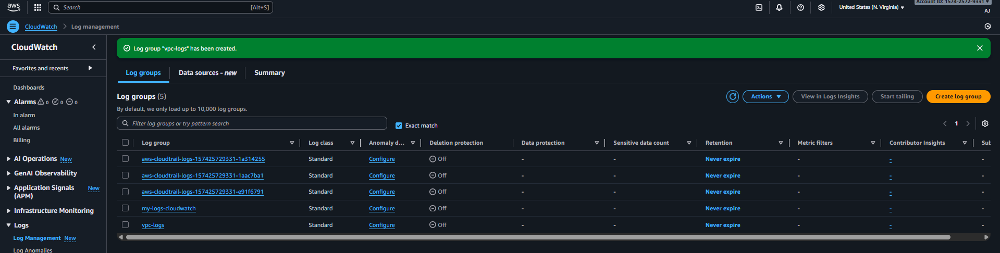 aws
Search [Alt+S]
United States (N. Virginia)
Account ID: 1574-2572-9331
AJ
CloudWatch > Log management
CloudWatch
Favorites and recents
Dashboards
Alarms 0 0 0
In alarm
All alarms
Billing
AI Operations New
GenAI Observability
Application Signals New
(APM)
Infrastructure Monitoring
Logs
Log Management New
Log Anomalies
Log group "vpc-logs" has been created.
Log groups Data sources - new Summary
Log groups (5)
Actions View in Logs Insights Start tailing Create log group
By default, we only load up to 10,000 log groups.
Filter log groups or try pattern search Exact match
1
Log group Log class Anomaly d... Deletion protection Data protection Sensitive data count Retention Metric filters Contributor Insights Sub
aws-cloudtrail-logs-157425729331-1a314255 Standard Configure Off - - Never expire - - -
aws-cloudtrail-logs-157425729331-1aac7ba1 Standard Configure Off - - Never expire - - -
aws-cloudtrail-logs-157425729331-e91f6791 Standard Configure Off - - Never expire - - -
my-logs-cloudwatch Standard Configure Off - - Never expire - - -
vpc-logs Standard Configure Off - - Never expire - - -